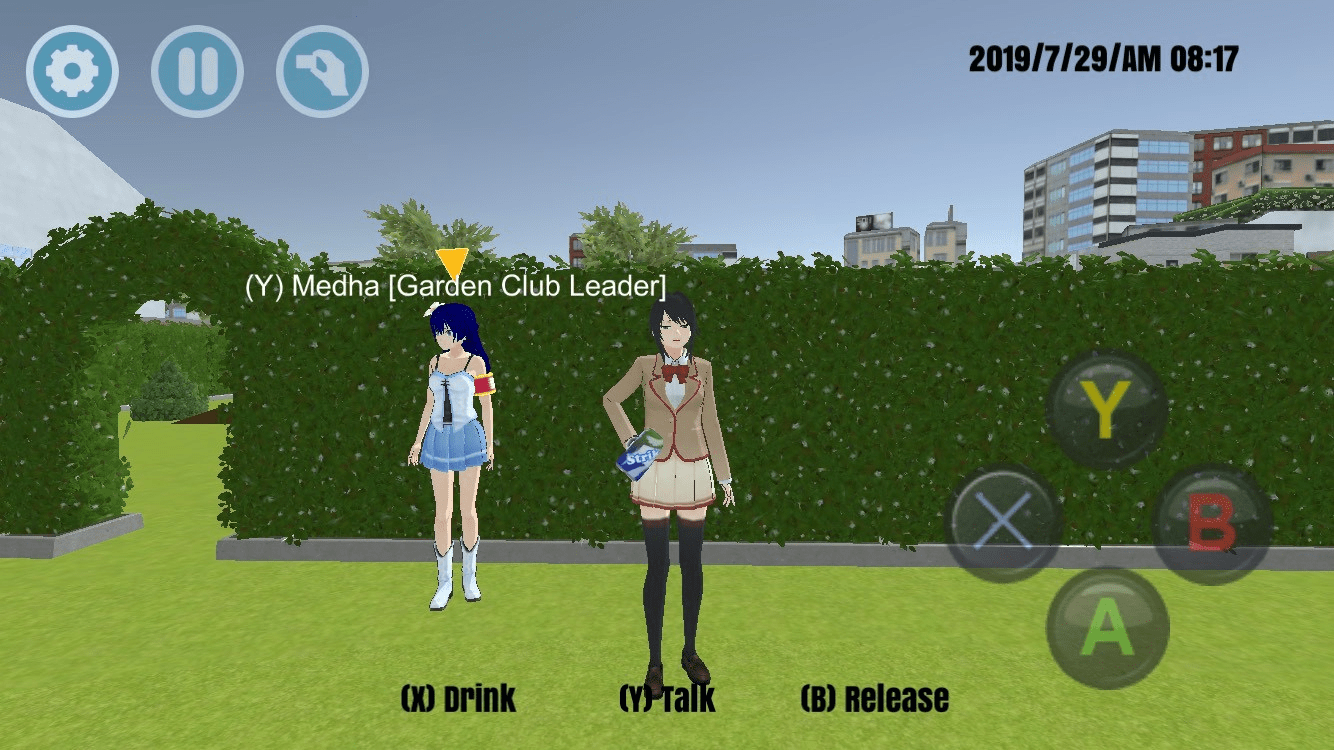 2019/7/29/AM 08:17
(Y) Medha [Garden Club Leader]
Y
X
B
A
(X) Drink
(Y) Talk
(B) Release